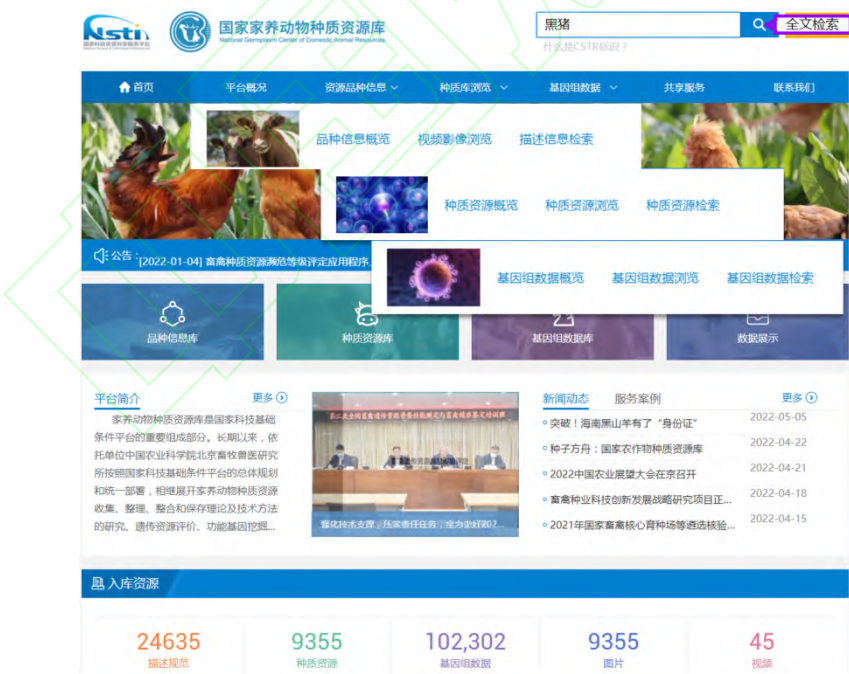 Nsti
国家家养动物种质资源库
National Germplasm Center of Domestic Animal Resources
黑猪
全文检索
什么是CSTR标识？
首页 平台概况 资源品种信息 种质库浏览 基因组数据 共享服务 联系我们
品种信息概览 视频影像浏览 描述信息检索
种质资源概览 种质资源浏览 种质资源检索
基因组数据概览 基因组数据浏览 基因组数据检索
公告：[2022-01-04] 畜禽种质资源濒危等级评定应用程序
品种信息库 种质资源库 基因组数据库 数据展示
平台简介 更多
家养动物种质资源库是国家科技基础
条件平台的重要组成部分。长期以来，依
托单位中国农业科学院北京畜牧兽医研究
所按照国家科技基础条件平台的总体规划
和统一部署，相继展开家养动物种质资源
收集、整理、整合和保存理论及技术方法
的研究、遗传资源评价、功能基因挖掘...
新闻动态 服务案例 更多
突破！海南黑山羊有了“身份证” 2022-05-05
种子方舟：国家农作物种质资源库 2022-04-22
2022中国农业展望大会在京召开 2022-04-21
畜禽种业科技创新发展战略研究项目正... 2022-04-18
2021年国家畜禽核心育种场等遴选核验... 2022-04-15
入库资源
24635 9355 102,302 9355 45
描述规范 种质资源 基因组数据 图片 视频